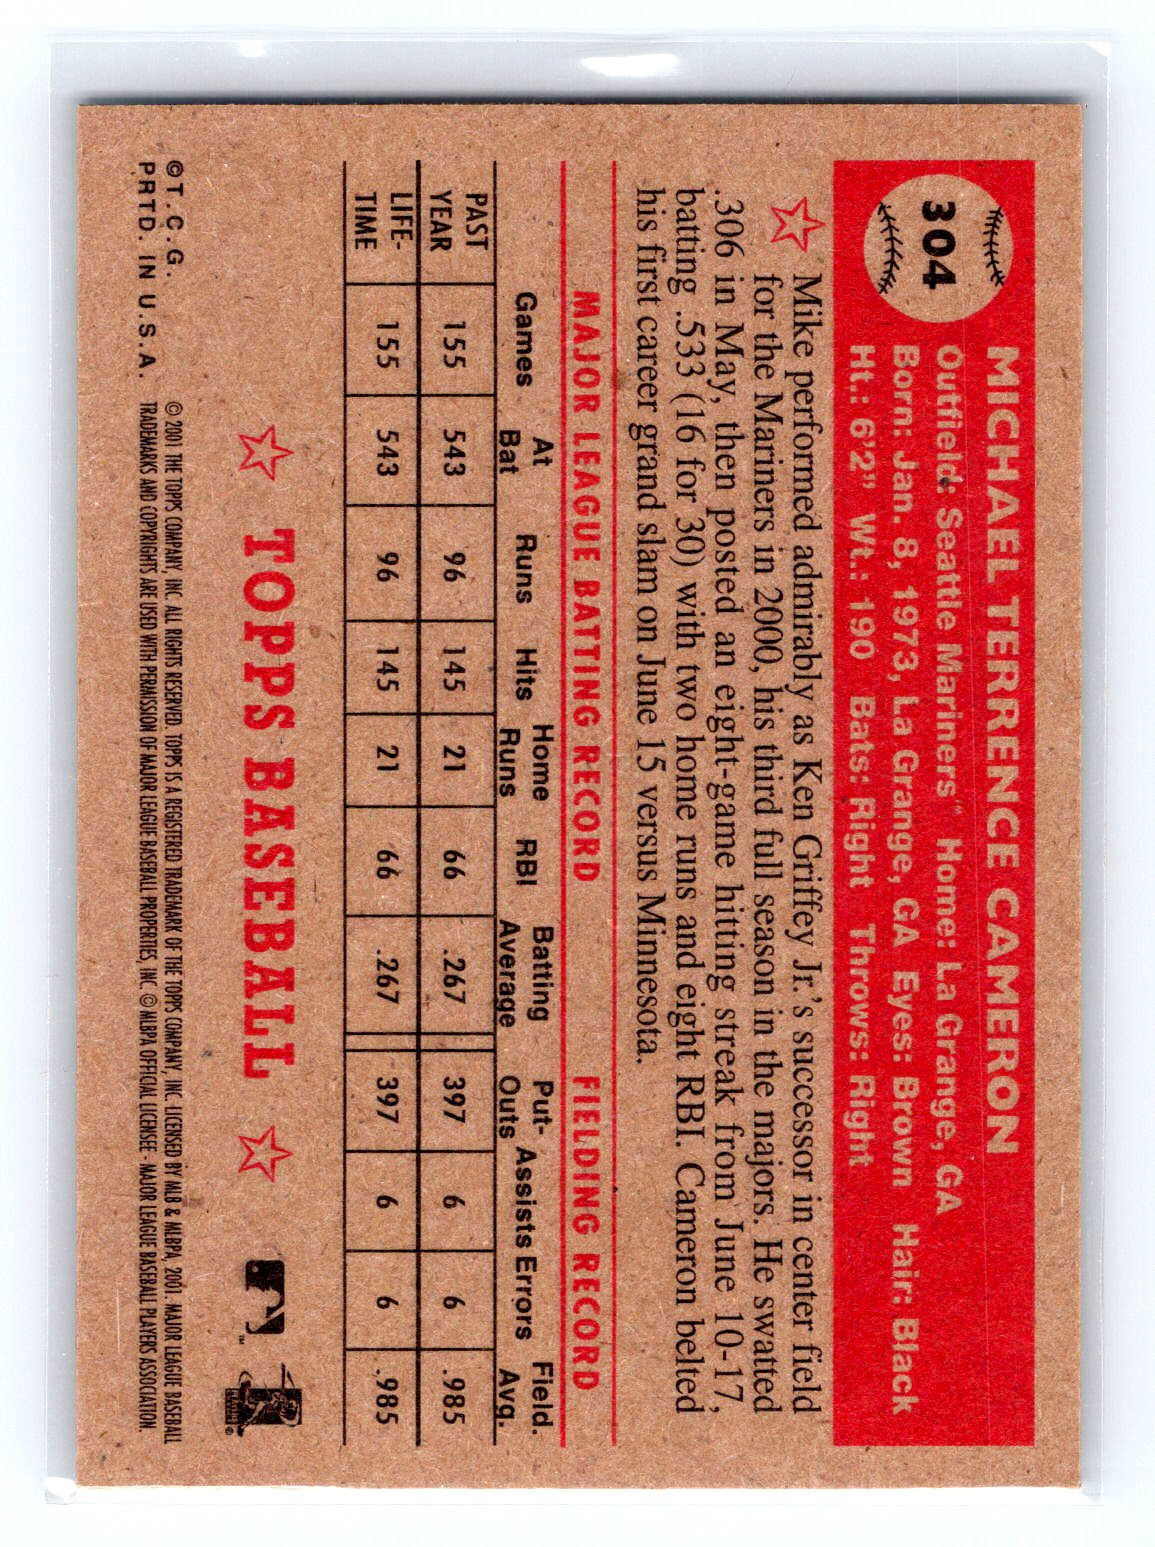 304
MICHAEL TERRENCE CAMERON
Outfield: Seattle Mariners" Home: La Grange, GA
Born: Jan. 8, 1973, La Grange, GA Eyes: Brown Hair: Black
Ht.: 6'2" Wt.: 190 Bats: Right Throws: Right
Mike performed admirably as Ken Griffey Jr.'s successor in center field
for the Mariners in 2000, his third full season in the majors. He swatted
.306 in May, then posted an eight-game hitting streak from June 10-17,
batting .533 (16 for 30) with two home runs and eight RBI. Cameron belted
his first career grand slam on June 15 versus Minnesota.
MAJOR LEAGUE BATTING RECORD FIELDING RECORD
Games At Bat Runs Hits Home Runs RBI Batting Average Put-Outs Assists Errors Field. Avg.
PAST YEAR 155 543 96 145 21 66 .267 397 6 6 .985
LIFE-TIME 155 543 96 145 21 66 .267 397 6 6 .985
TOPPS BASEBALL
©T.C.G. © 2001 THE TOPPS COMPANY, INC. ALL RIGHTS RESERVED. TOPPS IS A REGISTERED TRADEMARK OF THE TOPPS COMPANY, INC. LICENSED BY MLB & MLBPA, 2001. MAJOR LEAGUE BASEBALL
PRTD. IN U.S.A. TRADEMARKS AND COPYRIGHTS ARE USED WITH PERMISSION OF MAJOR LEAGUE BASEBALL PROPERTIES, INC. © MLBPA OFFICIAL LICENSEE - MAJOR LEAGUE BASEBALL PLAYERS ASSOCIATION.